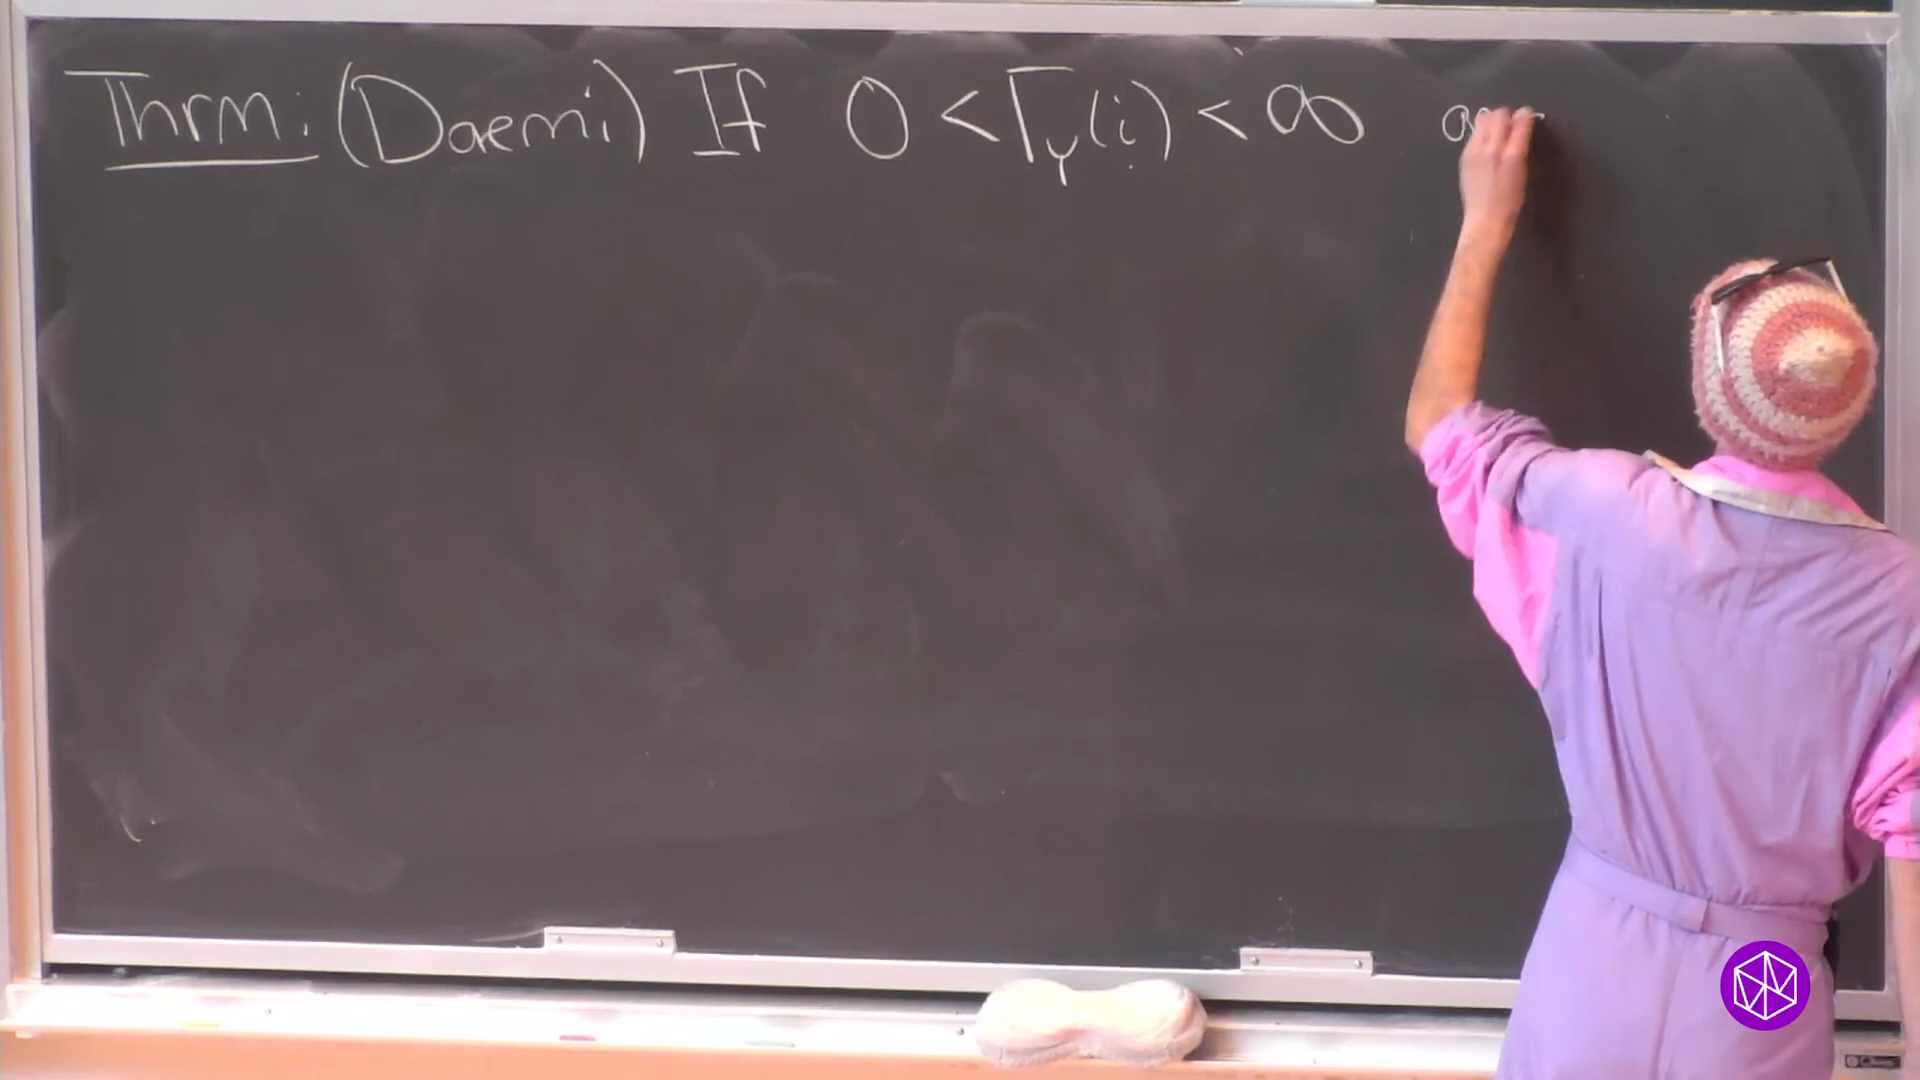 Thrm: (Daemi) If 0 < Γ_Y(i) < ∞